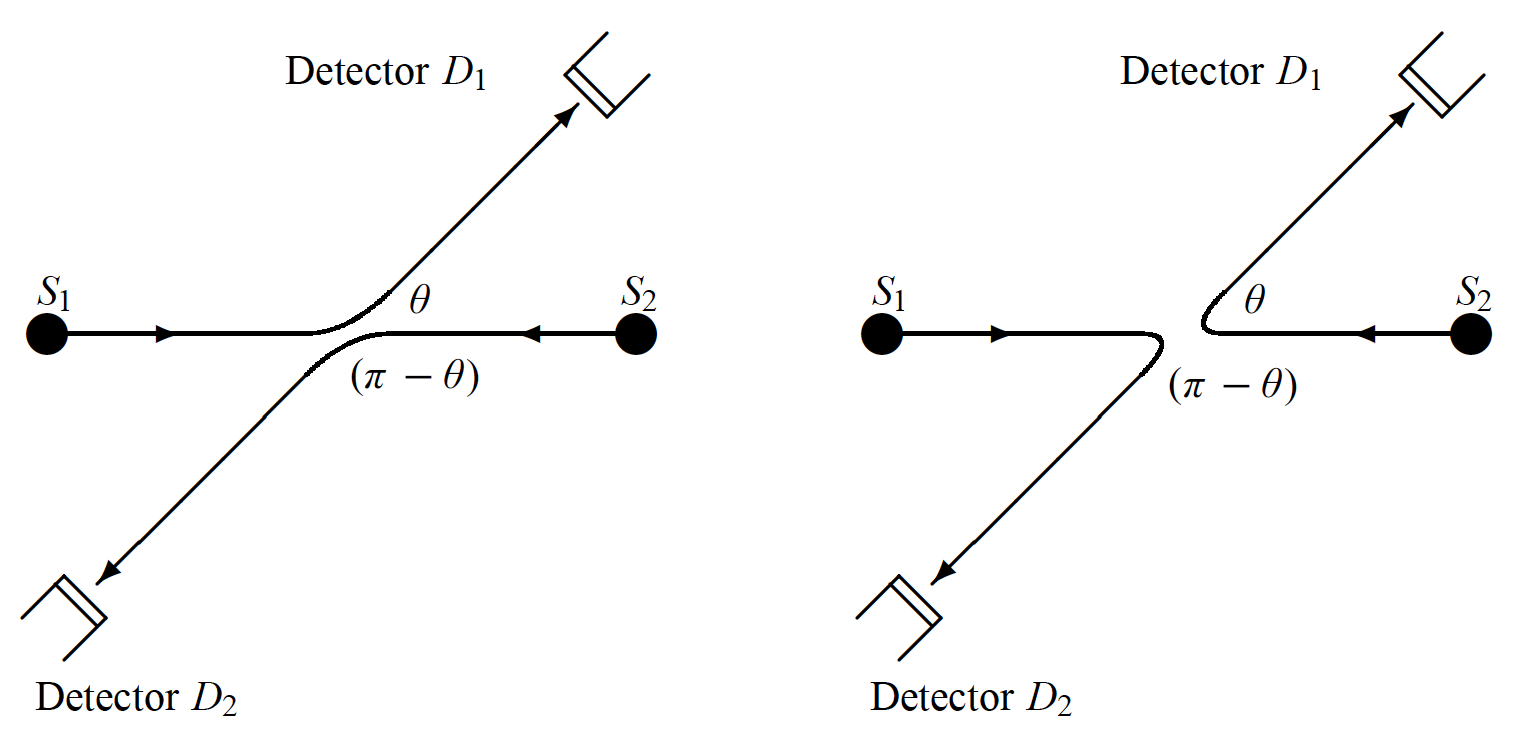 Detector D₁
S₁
θ
S₂
(π − θ)
Detector D₂
Detector D₁
S₁
θ
S₂
(π − θ)
Detector D₂